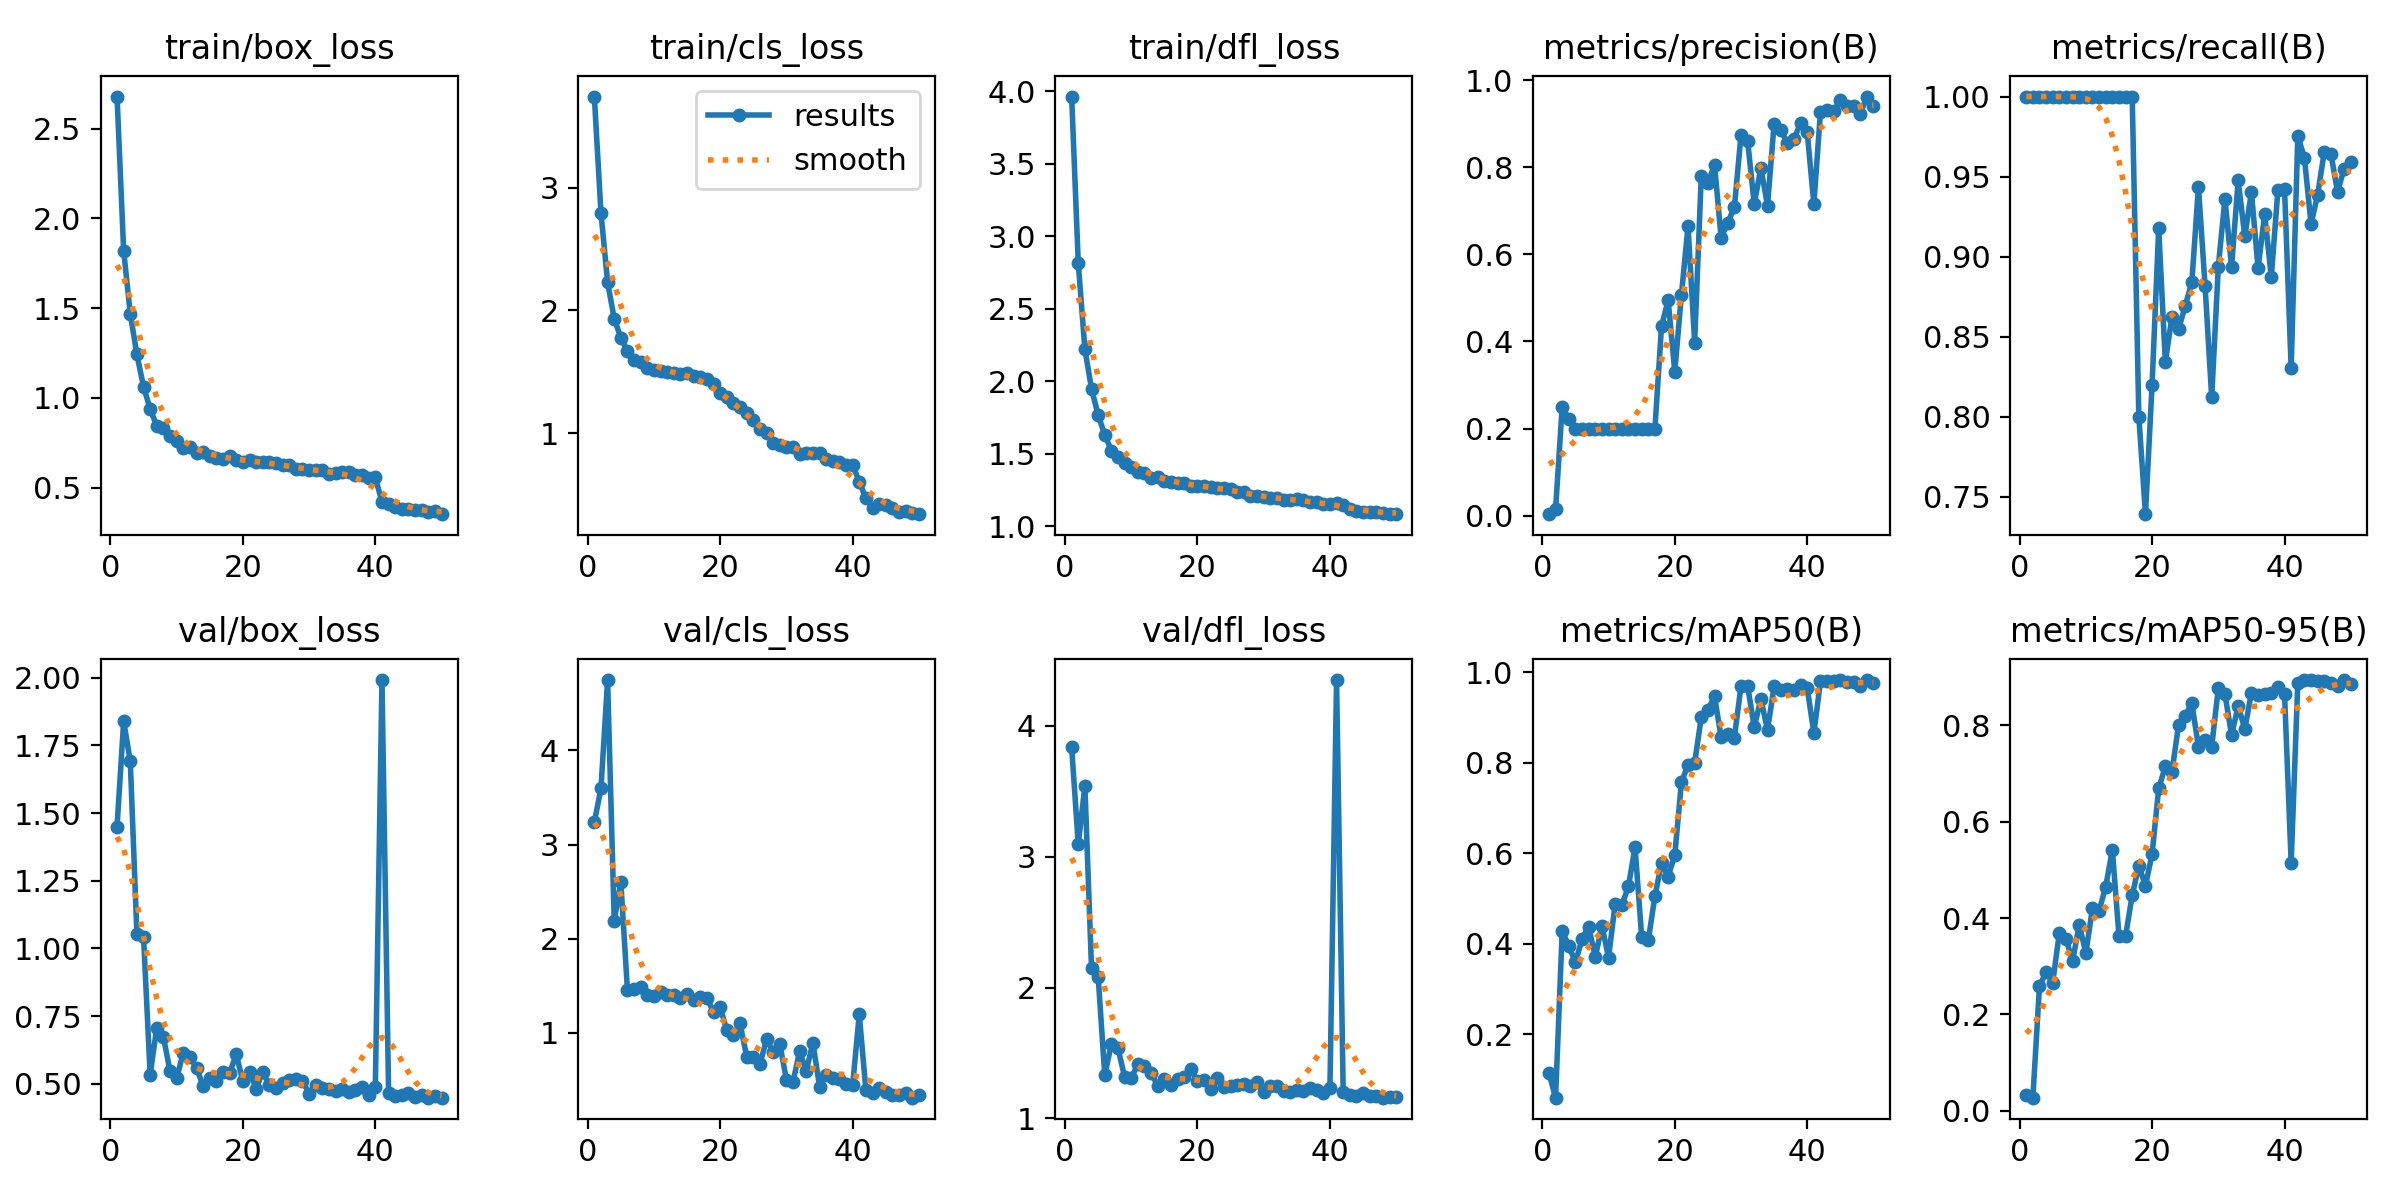 train/box_loss
2.5
2.0
1.5
1.0
0.5
0 20 40
train/cls_loss
results
smooth
3
2
1
0 20 40
train/dfl_loss
4.0
3.5
3.0
2.5
2.0
1.5
1.0
0 20 40
metrics/precision(B)
1.0
0.8
0.6
0.4
0.2
0.0
0 20 40
metrics/recall(B)
1.00
0.95
0.90
0.85
0.80
0.75
0 20 40
val/box_loss
2.00
1.75
1.50
1.25
1.00
0.75
0.50
0 20 40
val/cls_loss
4
3
2
1
0 20 40
val/dfl_loss
4
3
2
1
0 20 40
metrics/mAP50(B)
1.0
0.8
0.6
0.4
0.2
0 20 40
metrics/mAP50-95(B)
0.8
0.6
0.4
0.2
0.0
0 20 40